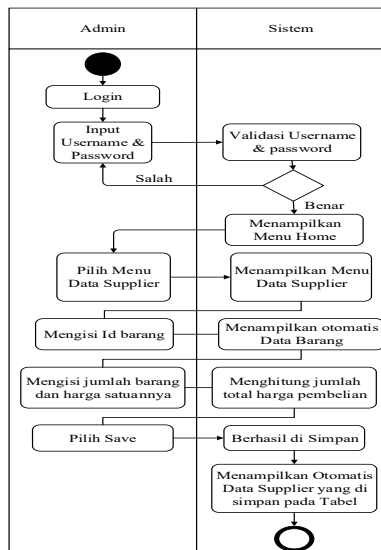 Admin
Sistem
Login
Input
Username &
Password
Validasi Username
& password
Salah
Benar
Menampilkan
Menu Home
Pilih Menu
Data Supplier
Menampilkan Menu
Data Supplier
Mengisi Id barang
Menampilkan otomatis
Data Barang
Mengisi jumlah barang
dan harga satuannya
Menghitung jumlah
total harga pembelian
Pilih Save
Berhasil di Simpan
Menampilkan Otomatis
Data Supplier yang di
simpan pada Tabel